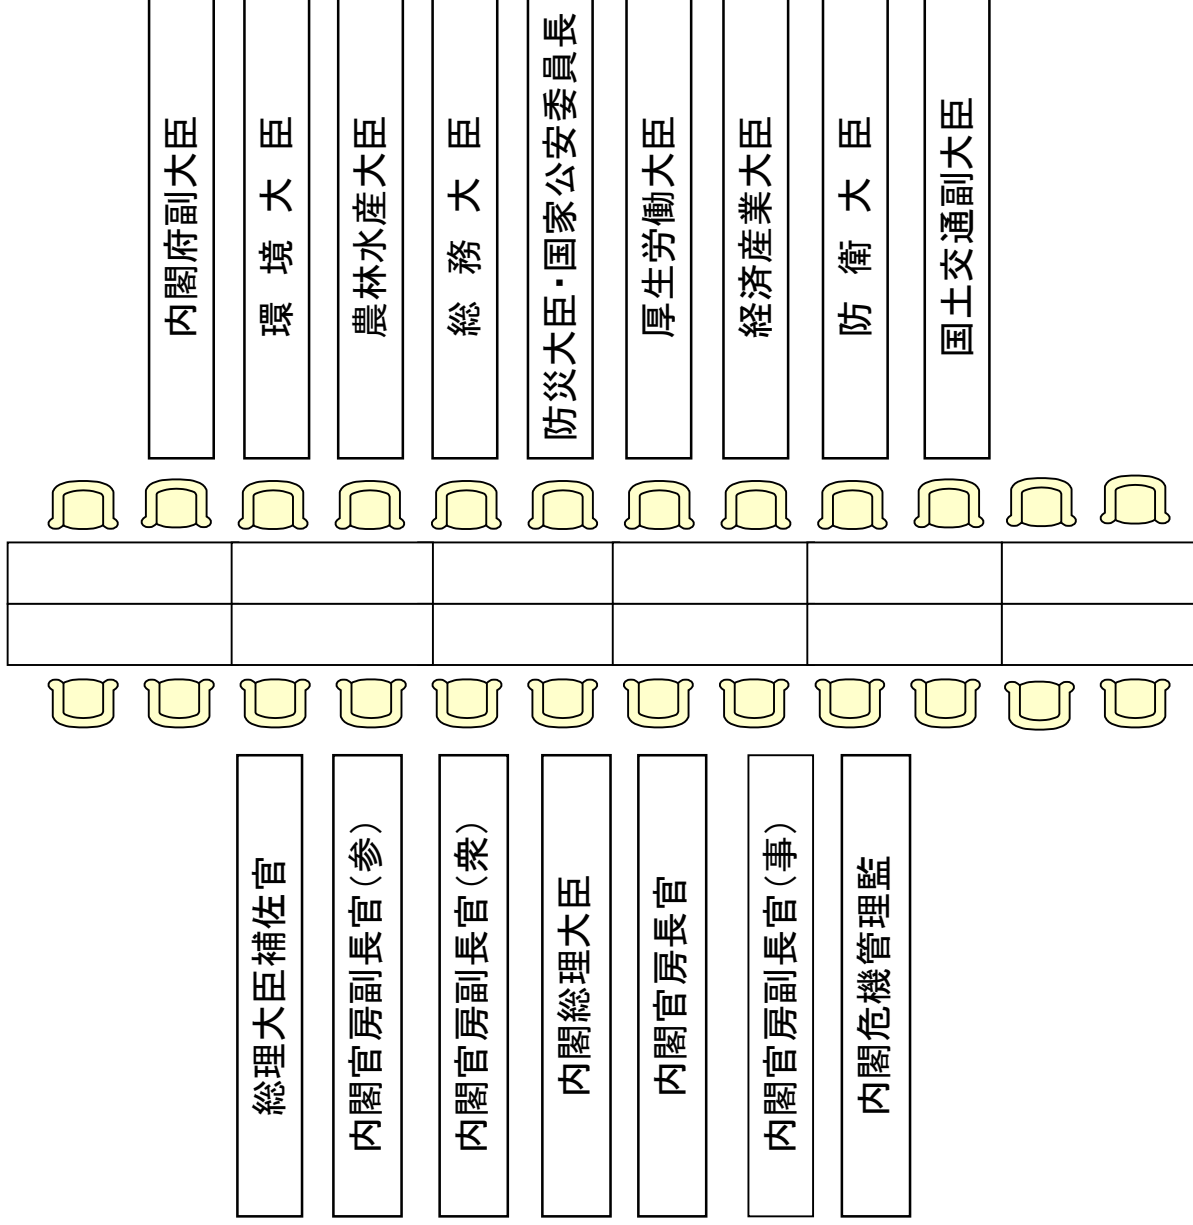 内閣府副大臣
環境大臣
農林水産大臣
総務大臣
防災大臣・国家公安委員長
厚生労働大臣
経済産業大臣
防衛大臣
国土交通副大臣
総理大臣補佐官
内閣官房副長官(参)
内閣官房副長官(衆)
内閣総理大臣
内閣官房長官
内閣官房副長官(事)
内閣危機管理監